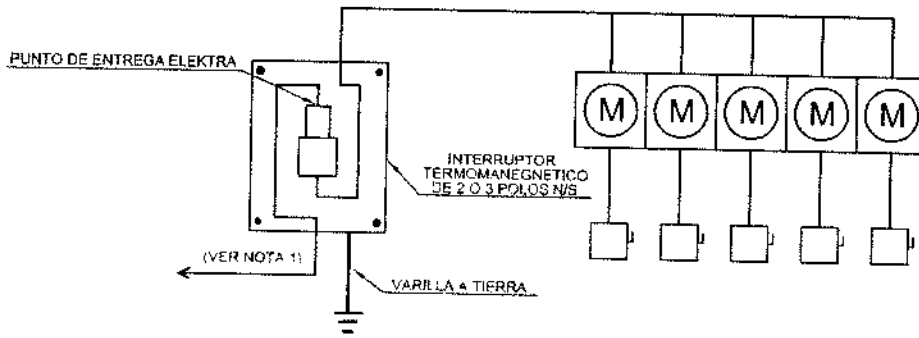 PUNTO DE ENTREGA ELEKTRA
M M M M M
INTERRUPTOR
TERMOMANEGNETICO
DE 2 O 3 POLOS N/S
(VER NOTA 1)
VARILLA A TIERRA